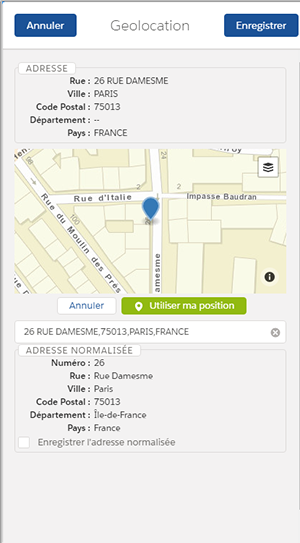 Annuler
Geolocation
Enregistrer
ADRESSE
Rue : 26 RUE DAMESME
Ville : PARIS
Code Postal : 75013
Département : --
Pays : FRANCE
98
2
2
Rue d'Italie
Impasse Baudran
Rue du Moulin des Prés
100
amesme
Annuler
Utiliser ma position
26 RUE DAMESME,75013,PARIS,FRANCE
ADRESSE NORMALISÉE
Numéro : 26
Rue : Rue Damesme
Ville : Paris
Code Postal : 75013
Département : Île-de-France
Pays : France
Enregistrer l'adresse normalisée